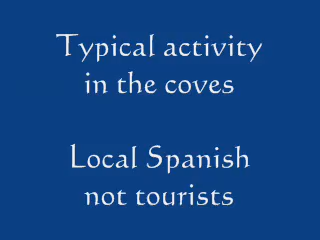 Typical activity
in the coves
Local Spanish
not tourists